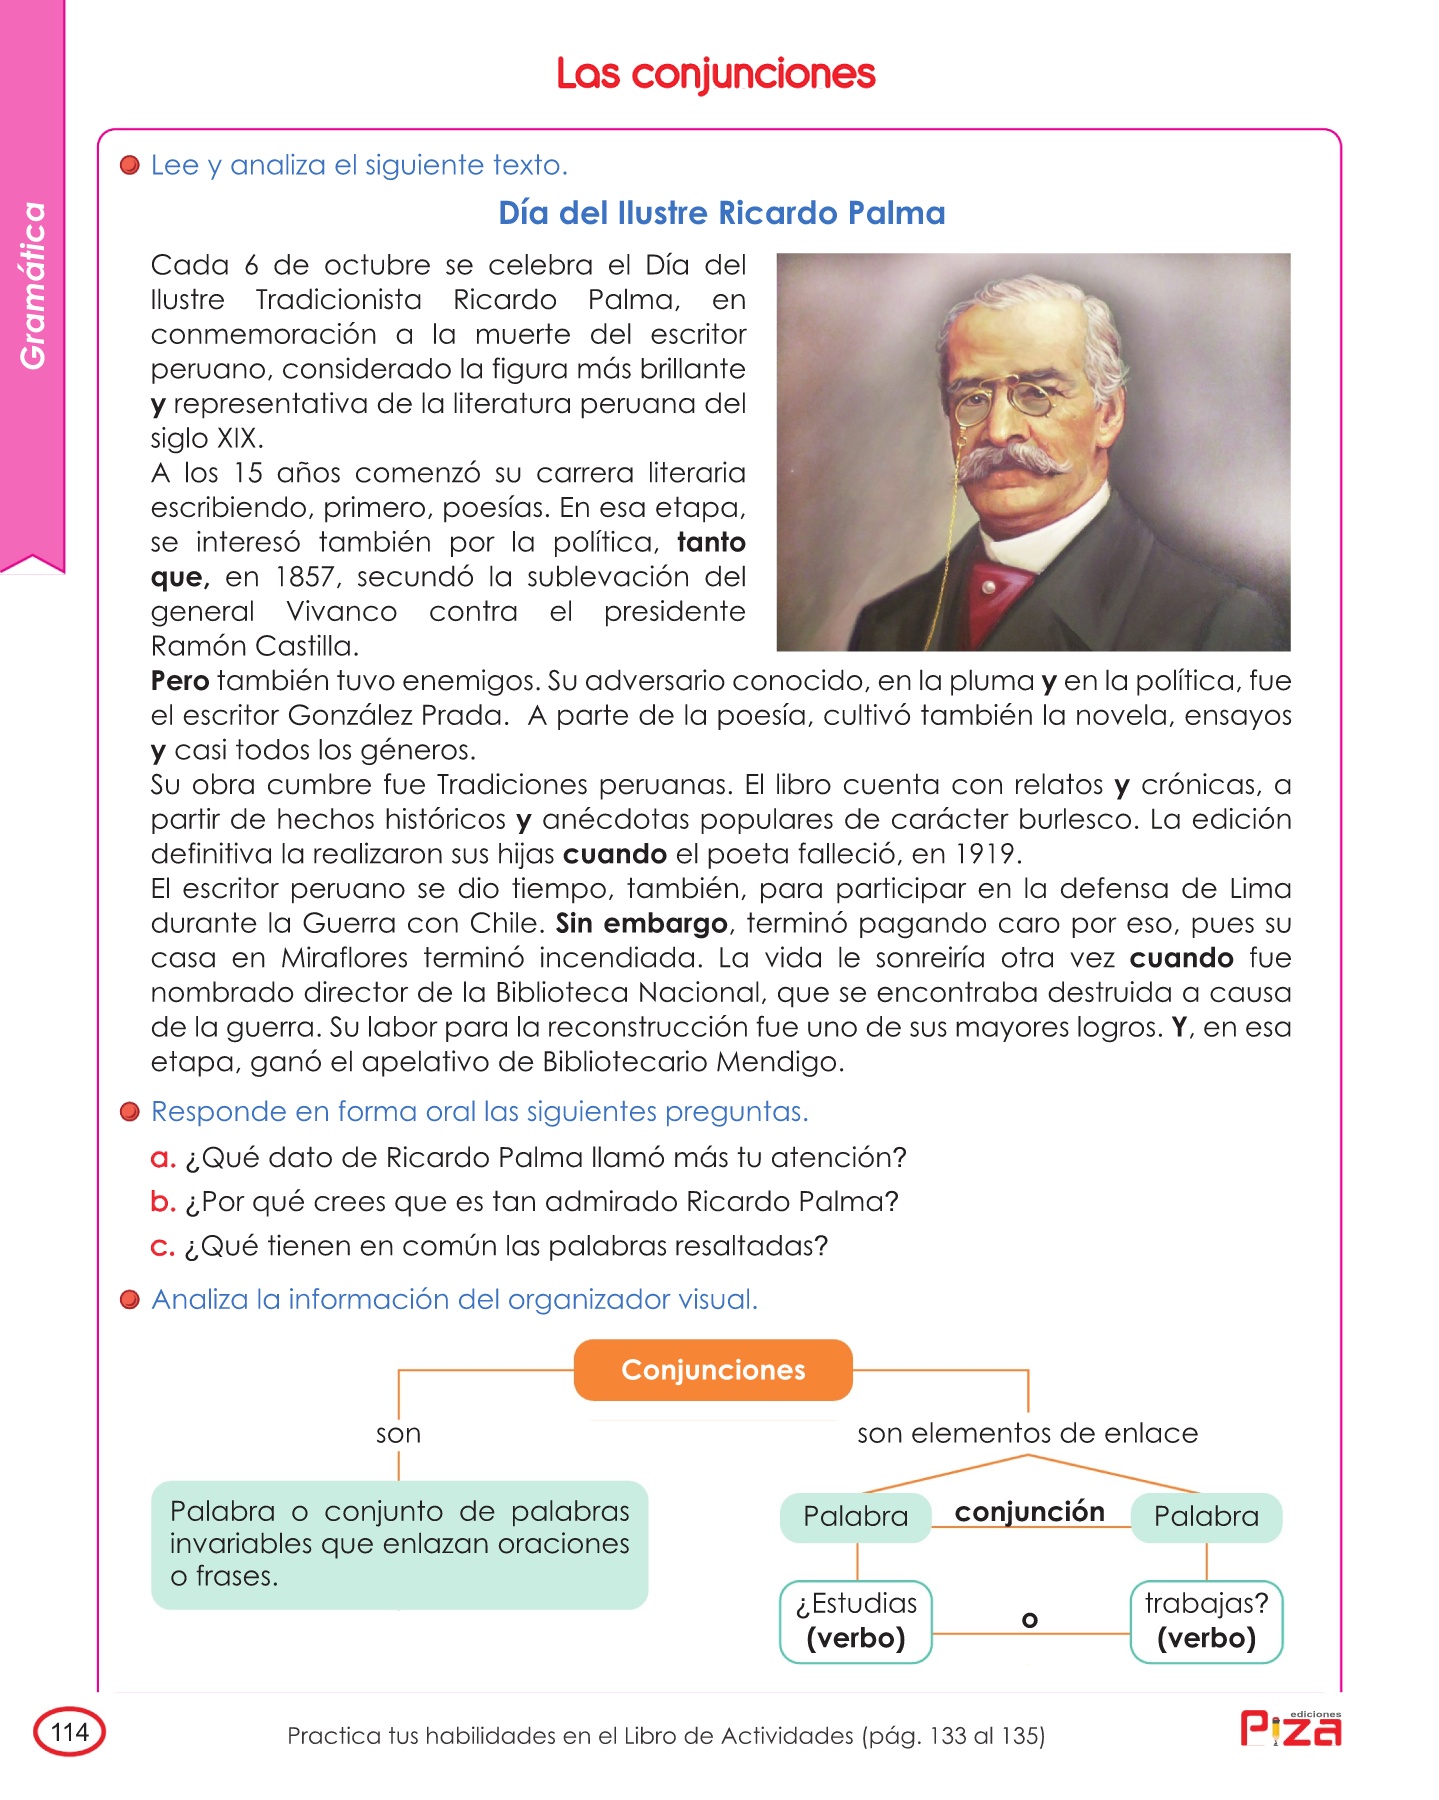 Las conjunciones
Gramática
Lee y analiza el siguiente texto.
Día del Ilustre Ricardo Palma
Cada 6 de octubre se celebra el Día del
Ilustre Tradicionista Ricardo Palma, en
conmemoración a la muerte del escritor
peruano, considerado la figura más brillante
y representativa de la literatura peruana del
siglo XIX.
A los 15 años comenzó su carrera literaria
escribiendo, primero, poesías. En esa etapa,
se interesó también por la política, tanto
que, en 1857, secundó la sublevación del
general Vivanco contra el presidente
Ramón Castilla.
Pero también tuvo enemigos. Su adversario conocido, en la pluma y en la política, fue
el escritor González Prada. A parte de la poesía, cultivó también la novela, ensayos
y casi todos los géneros.
Su obra cumbre fue Tradiciones peruanas. El libro cuenta con relatos y crónicas, a
partir de hechos históricos y anécdotas populares de carácter burlesco. La edición
definitiva la realizaron sus hijas cuando el poeta falleció, en 1919.
El escritor peruano se dio tiempo, también, para participar en la defensa de Lima
durante la Guerra con Chile. Sin embargo, terminó pagando caro por eso, pues su
casa en Miraflores terminó incendiada. La vida le sonreiría otra vez cuando fue
nombrado director de la Biblioteca Nacional, que se encontraba destruida a causa
de la guerra. Su labor para la reconstrucción fue uno de sus mayores logros. Y, en esa
etapa, ganó el apelativo de Bibliotecario Mendigo.
Responde en forma oral las siguientes preguntas.
a. ¿Qué dato de Ricardo Palma llamó más tu atención?
b. ¿Por qué crees que es tan admirado Ricardo Palma?
c. ¿Qué tienen en común las palabras resaltadas?
Analiza la información del organizador visual.
Conjunciones
son
son elementos de enlace
Palabra o conjunto de palabras
invariables que enlazan oraciones
o frases.
Palabra conjunción Palabra
¿Estudias
(verbo)
o
trabajas?
(verbo)
114
Practica tus habilidades en el Libro de Actividades (pág. 133 al 135)
ediciones
Piza